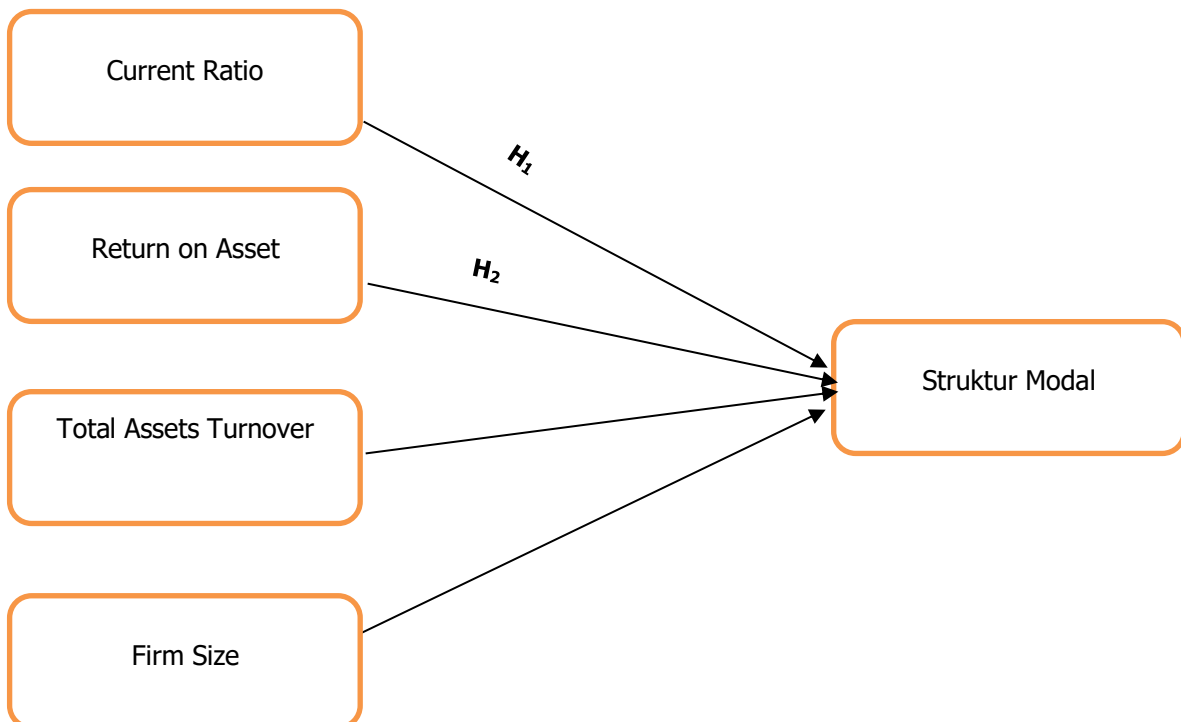 Current Ratio
H₁
Return on Asset
H₂
Struktur Modal
Total Assets Turnover
Firm Size